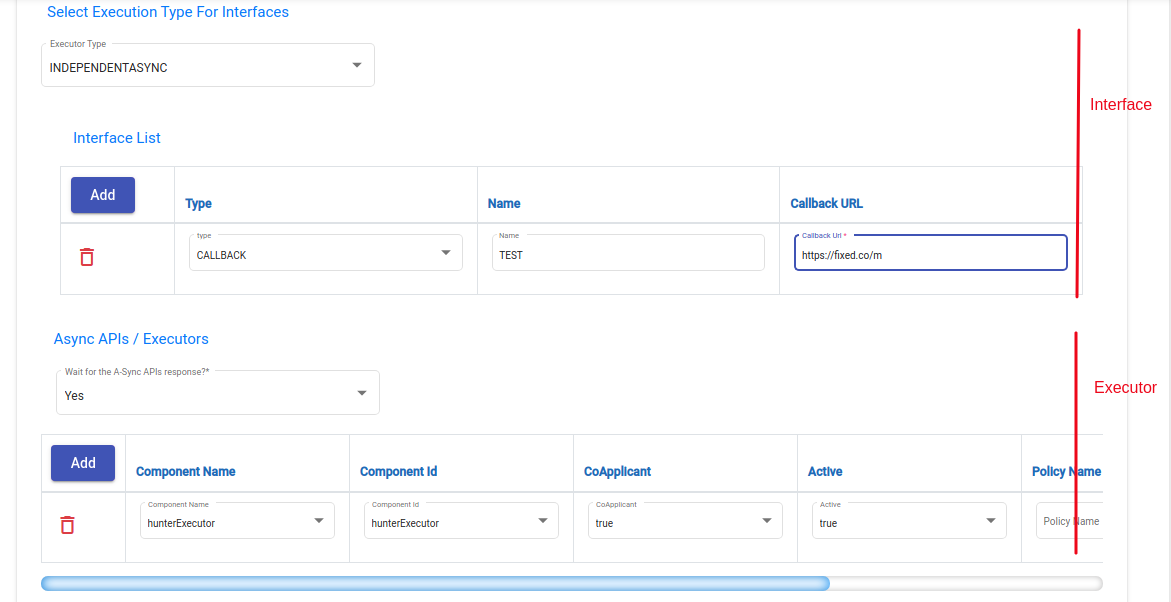 Select Execution Type For Interfaces
Executor Type
INDEPENDENTASYNC
Interface
Interface List
Add
Type
Name
Callback URL
type
CALLBACK
Name
TEST
Callback Url *
https://fixed.co/m
Async APIs / Executors
Wait for the A-Sync APIs response?*
Yes
Executor
Add
Component Name
Component Id
CoApplicant
Active
Policy Name
Component Name
hunterExecutor
Component Id
hunterExecutor
CoApplicant
true
Active
true
Policy Name